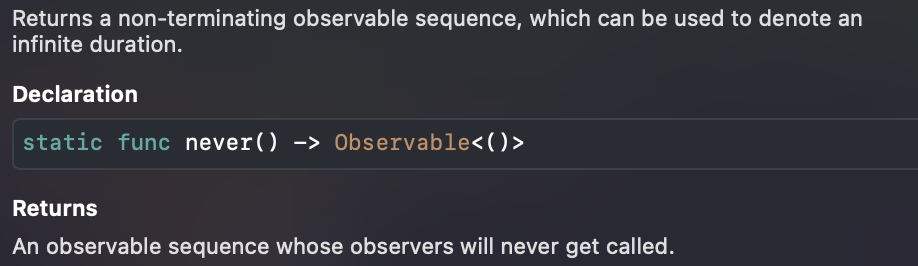 Returns a non-terminating observable sequence, which can be used to denote an
infinite duration.
Declaration
static func never() -> Observable<()>
Returns
An observable sequence whose observers will never get called.